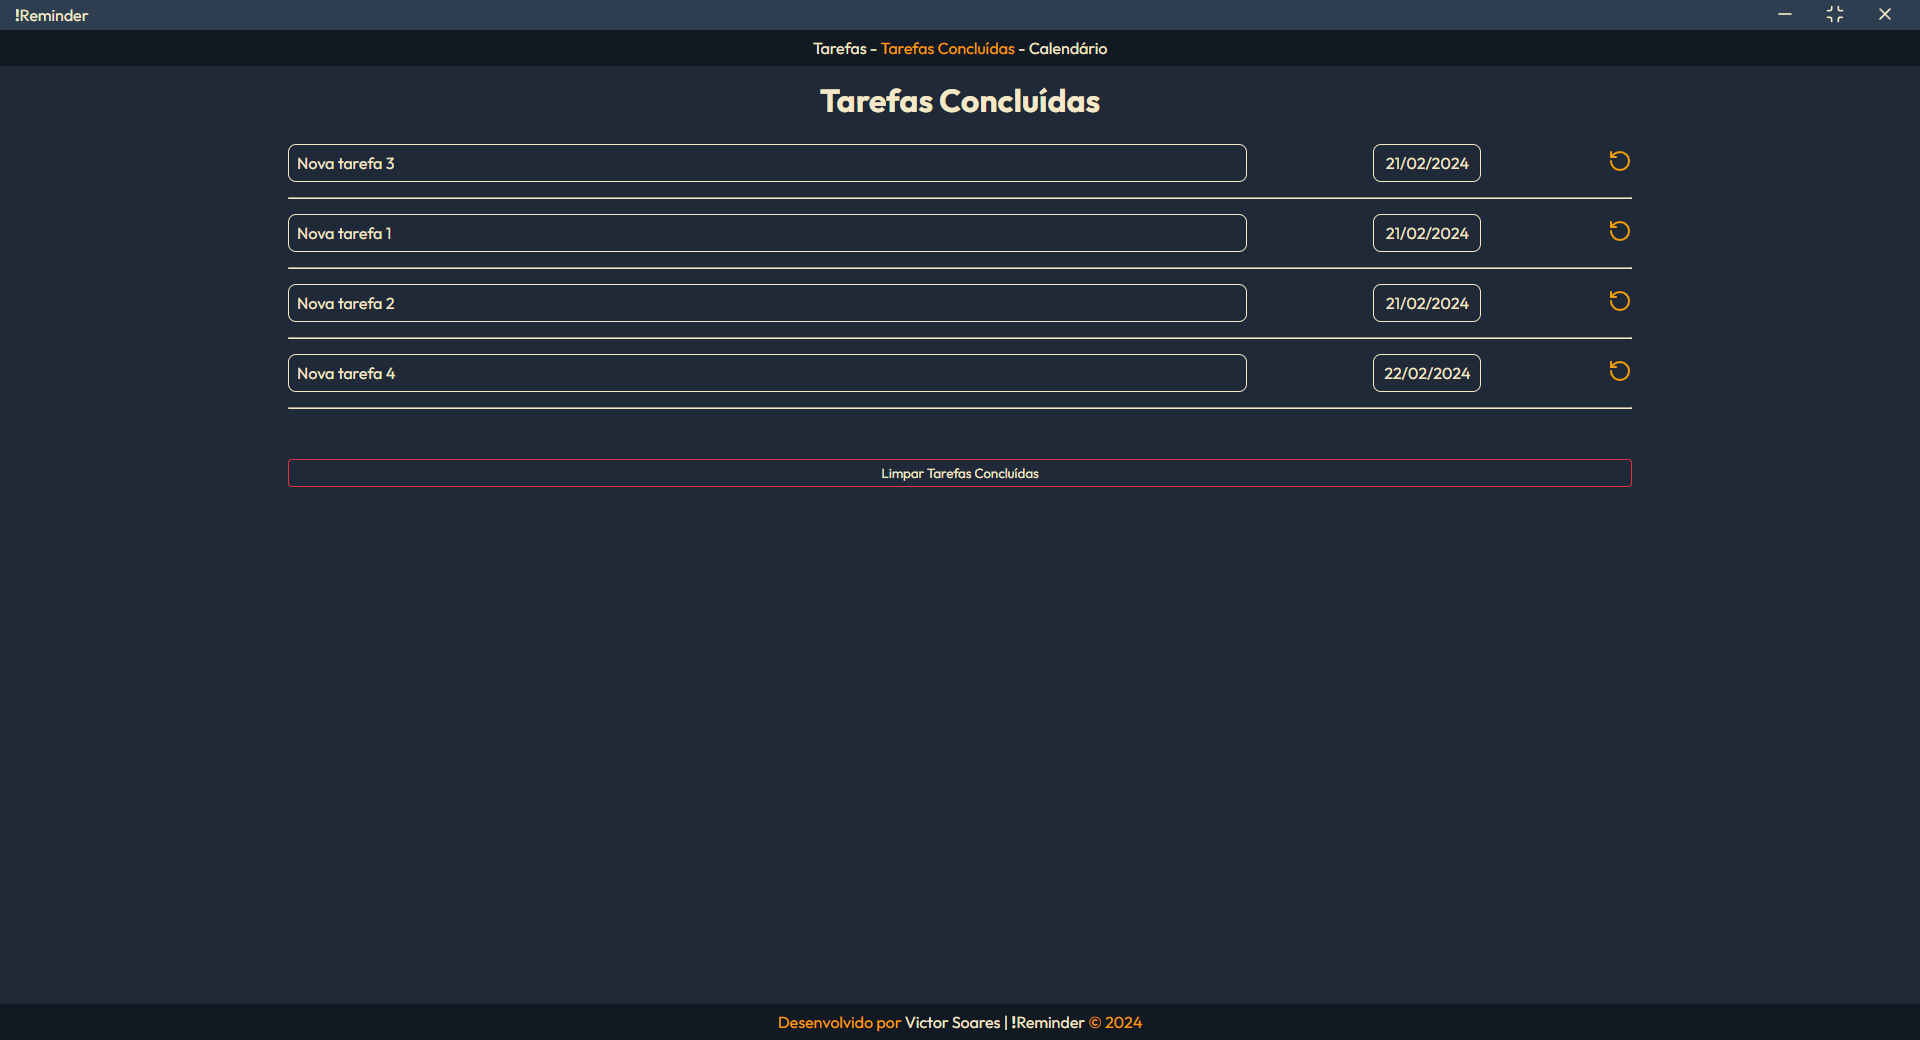 !Reminder
Tarefas - Tarefas Concluídas - Calendário
Tarefas Concluídas
Nova tarefa 3 21/02/2024
Nova tarefa 1 21/02/2024
Nova tarefa 2 21/02/2024
Nova tarefa 4 22/02/2024
Limpar Tarefas Concluídas
Desenvolvido por Victor Soares | !Reminder © 2024